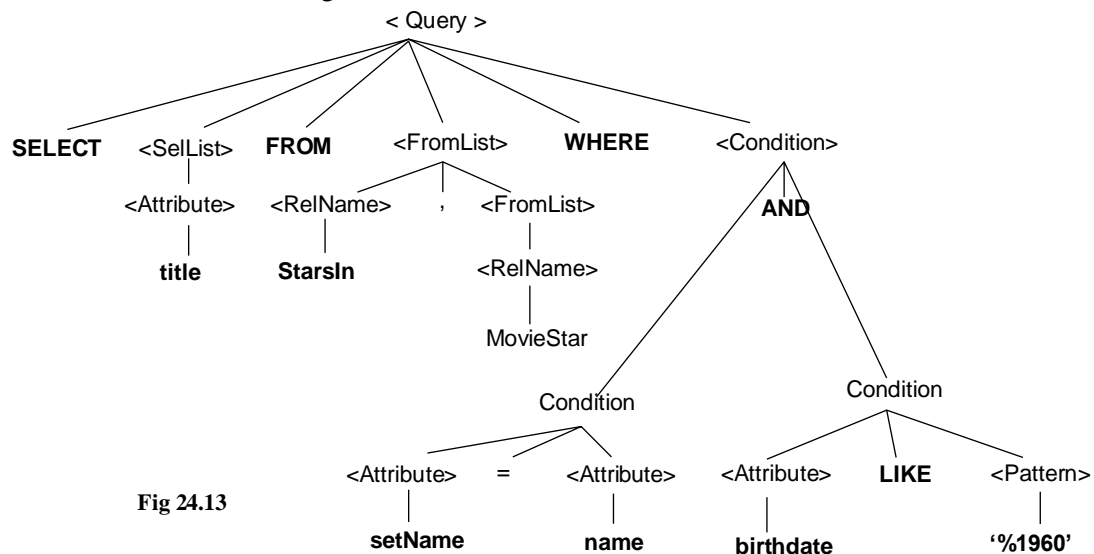 < Query >
SELECT <SelList> FROM <FromList> WHERE <Condition>
<Attribute> <RelName> , <FromList> AND
title StarsIn <RelName>
MovieStar
Condition Condition
<Attribute> = <Attribute> <Attribute> LIKE <Pattern>
Fig 24.13
setName name birthdate ‘%1960’